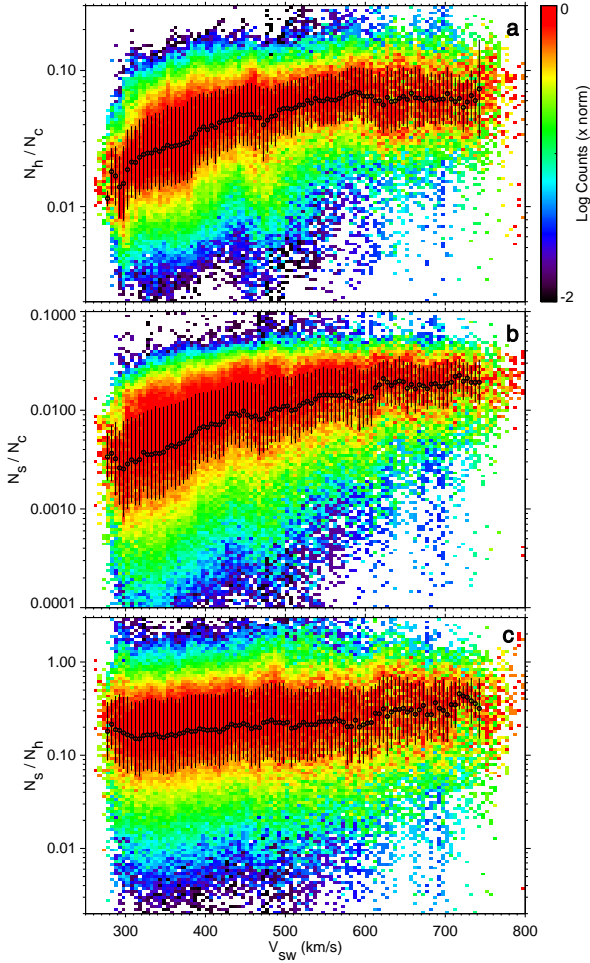 a
0
0.10
0.01
N_h / N_c
Log Counts (x norm)
-2
b
0.1000
0.0100
0.0010
0.0001
N_s / N_c
c
1.00
0.10
0.01
N_s / N_h
300 400 500 600 700 800
V_sw (km/s)